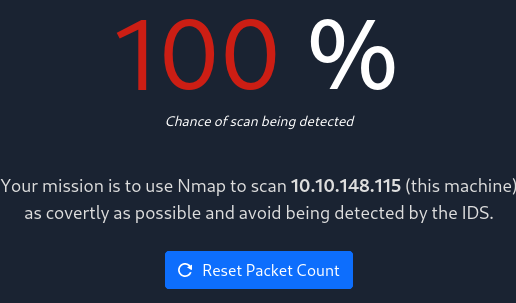 100 %
Chance of scan being detected
Your mission is to use Nmap to scan 10.10.148.115 (this machine)
as covertly as possible and avoid being detected by the IDS.
Reset Packet Count